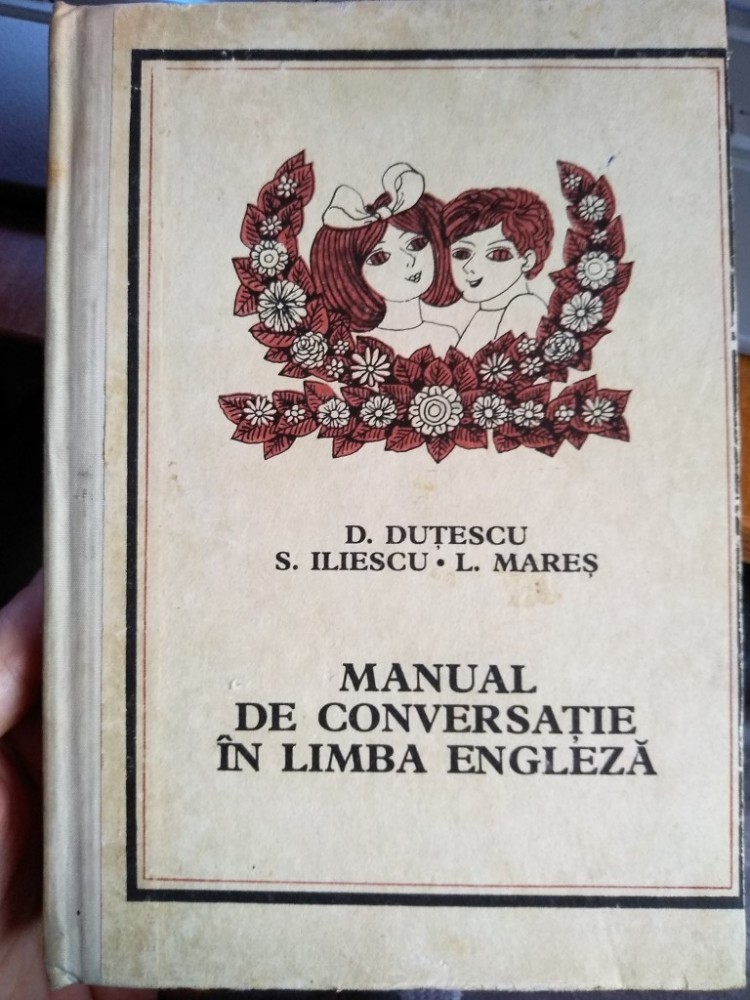 D. DUȚESCU
S. ILIESCU • L. MAREȘ
MANUAL
DE CONVERSAȚIE
ÎN LIMBA ENGLEZĂ